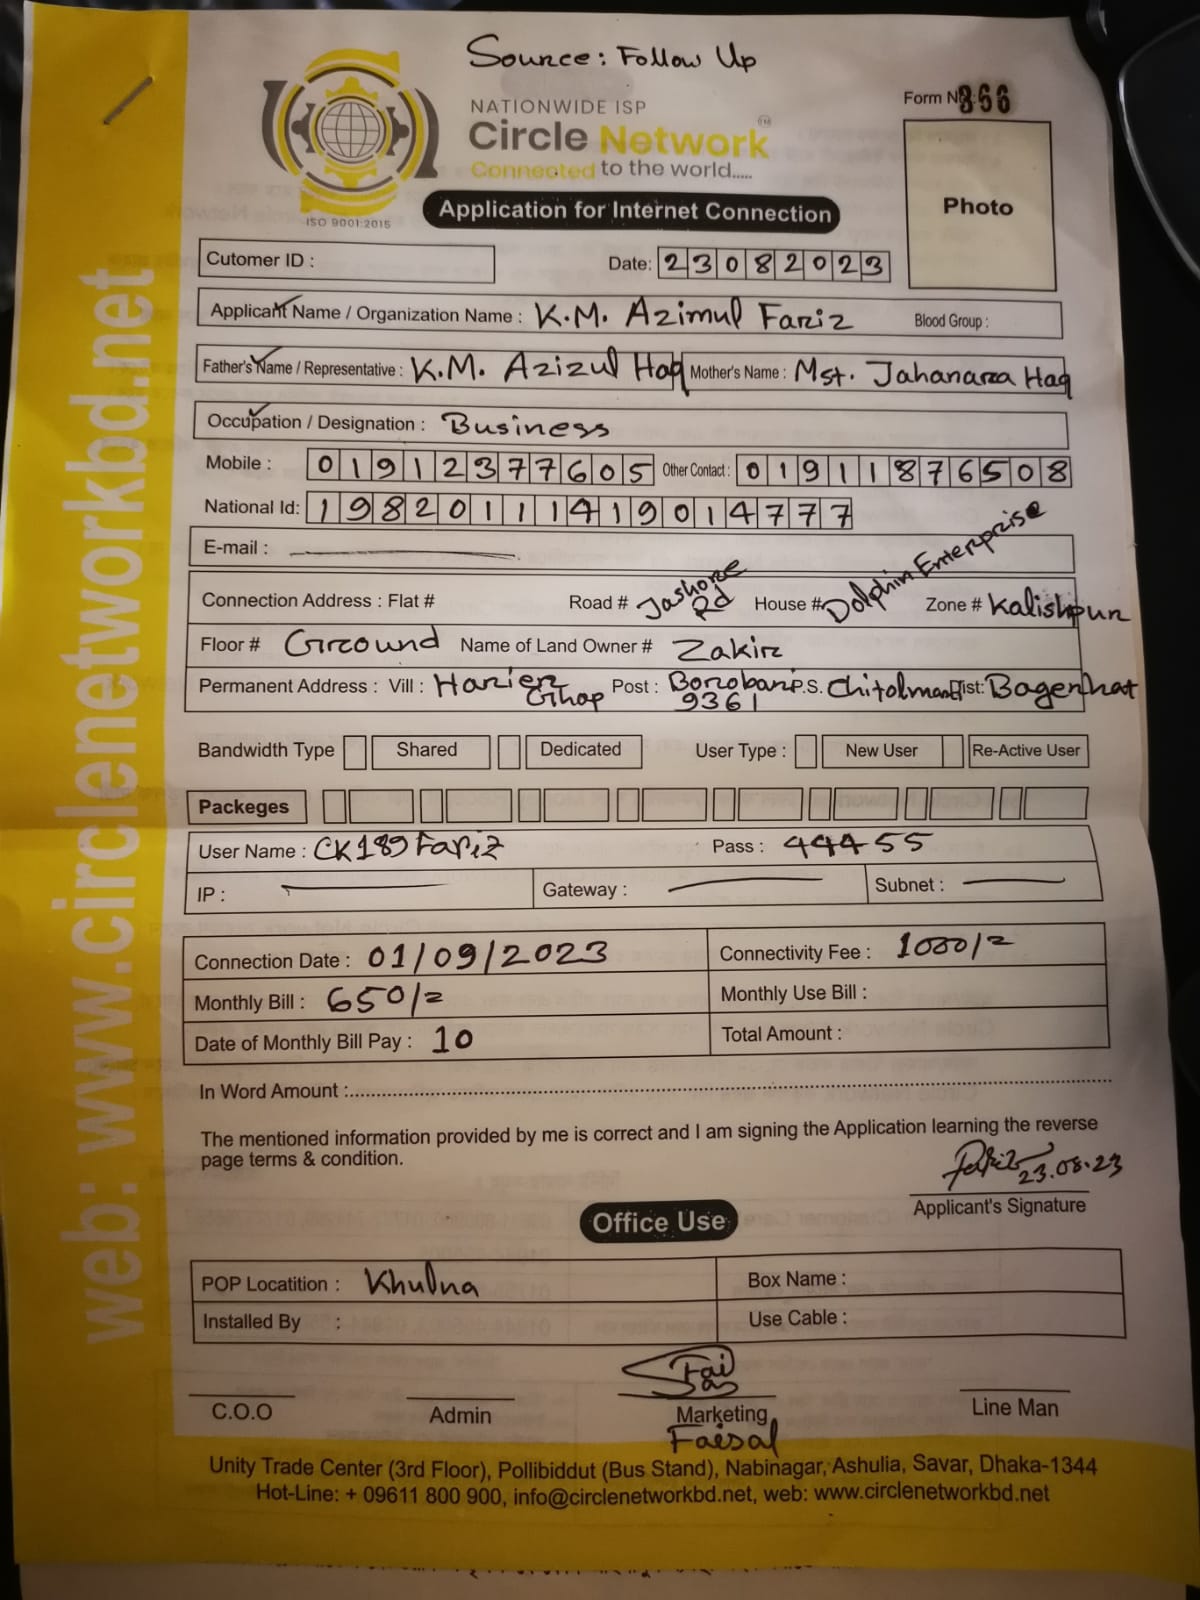 Source: Follow Up
NATIONWIDE ISP
Form No: 366
Circle Network
Connected to the world.....
ISO 9001:2015
Application for Internet Connection
Photo
Cutomer ID :
Date: 23082023
Applicant Name / Organization Name : K.M. Azimul Fariz Blood Group :
Father's Name / Representative : K.M. Azizul Haq Mother's Name : Mst. Jahanara Haq
Occupation / Designation : Business
Mobile : 01912377605 Other Contact : 01911876508
National Id: 19820111419014777
E-mail :
Connection Address : Flat # Road # Jashore Rd House # Dolphin Enterprise Zone # Kalishpur
Floor # Ground Name of Land Owner # Zakir
Permanent Address : Vill : Harier Ghop Post : Borobaria 9361 P.S. Chitolmari Dist: Bagerhat
Bandwidth Type Shared Dedicated User Type : New User Re-Active User
Packeges
User Name : CK189Fariz Pass : 44455
IP : Gateway : Subnet :
Connection Date : 01/09/2023 Connectivity Fee : 1000/=
Monthly Bill : 650/= Monthly Use Bill :
Date of Monthly Bill Pay : 10 Total Amount :
In Word Amount :
The mentioned information provided by me is correct and I am signing the Application learning the reverse
page terms & condition.
Fariz 23.08.23
Applicant's Signature
Office Use
POP Locatition : Khulna Box Name :
Installed By : Use Cable :
C.O.O Admin Marketing Line Man
Faisal
Unity Trade Center (3rd Floor), Pollibiddut (Bus Stand), Nabinagar, Ashulia, Savar, Dhaka-1344
Hot-Line: + 09611 800 900, info@circlenetworkbd.net, web: www.circlenetworkbd.net
web: www.circlenetworkbd.net